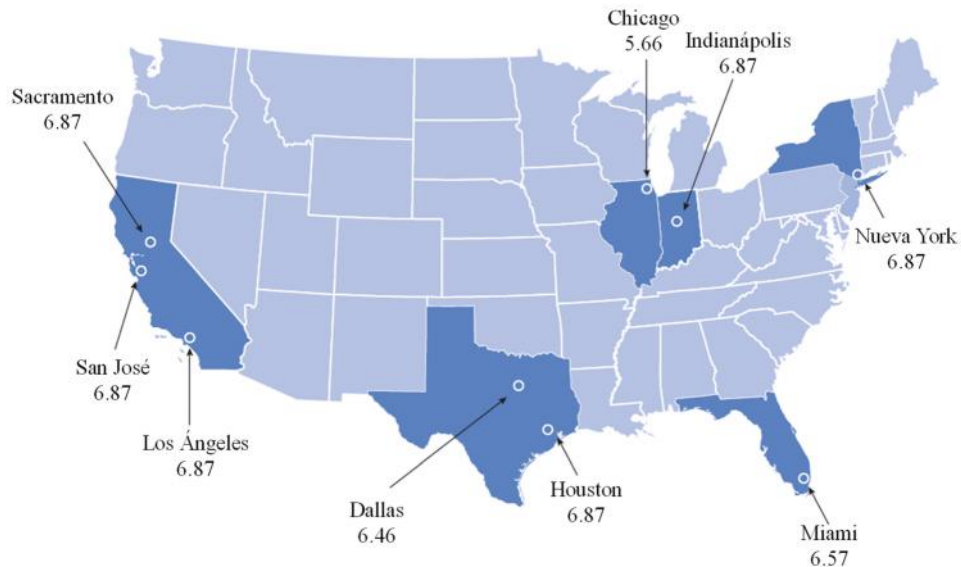 Chicago
5.66
Indianápolis
6.87
Sacramento
6.87
Nueva York
6.87
San José
6.87
Los Ángeles
6.87
Dallas
6.46
Houston
6.87
Miami
6.57